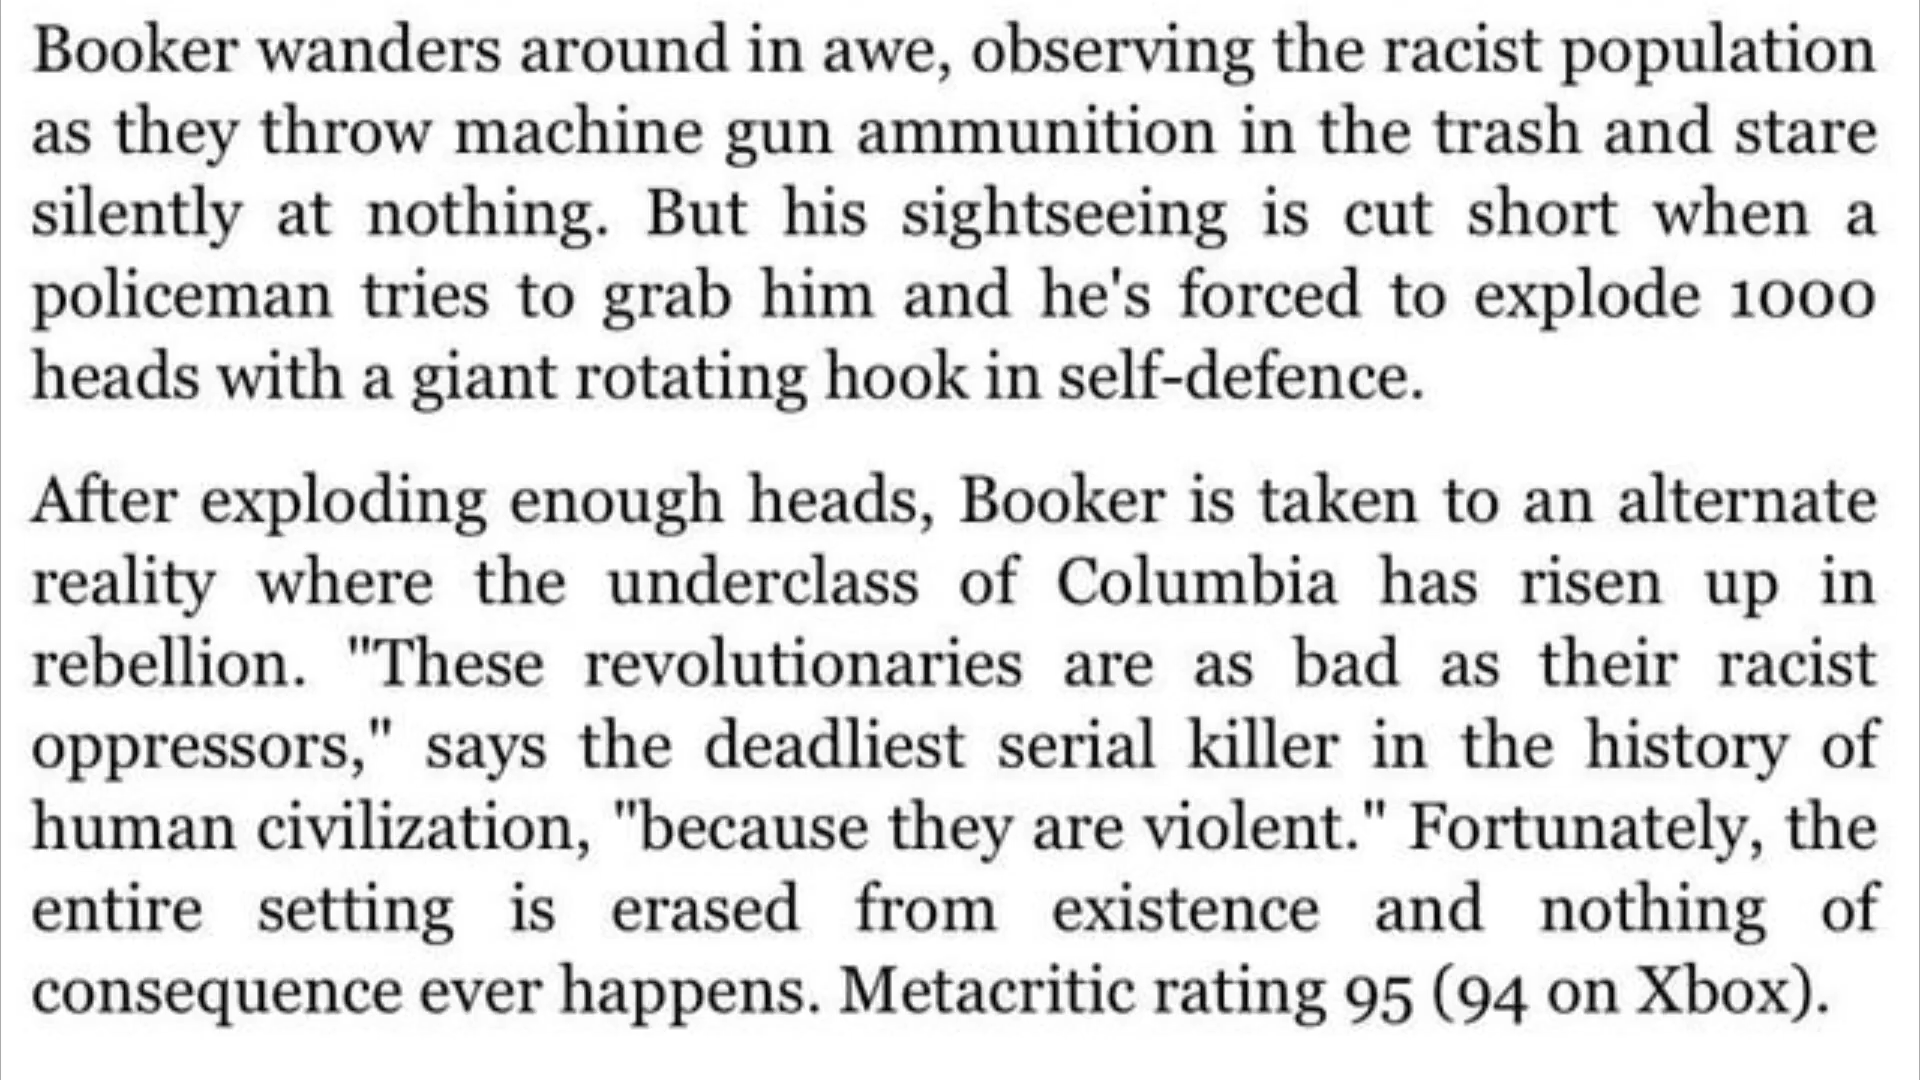 Booker wanders around in awe, observing the racist population
as they throw machine gun ammunition in the trash and stare
silently at nothing. But his sightseeing is cut short when a
policeman tries to grab him and he's forced to explode 1000
heads with a giant rotating hook in self-defence.
After exploding enough heads, Booker is taken to an alternate
reality where the underclass of Columbia has risen up in
rebellion. "These revolutionaries are as bad as their racist
oppressors," says the deadliest serial killer in the history of
human civilization, "because they are violent." Fortunately, the
entire setting is erased from existence and nothing of
consequence ever happens. Metacritic rating 95 (94 on Xbox).